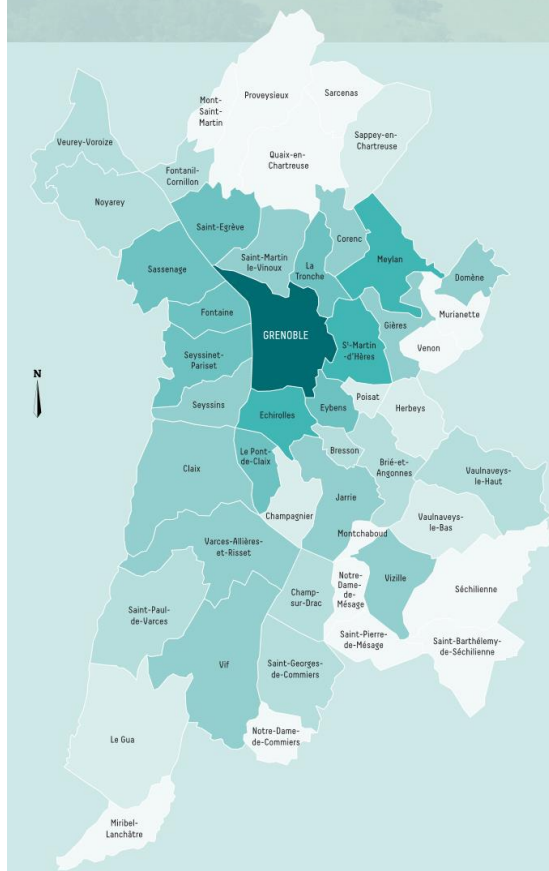 Proveysieux
Sarcenas
Mont-
Saint-
Martin
Sappey-en-
Chartreuse
Veurey-Voroize
Quaix-en-
Chartreuse
Fontanil-
Cornillon
Noyarey
Saint-Egrève
Corenc
Saint-Martin
le-Vinoux
Meylan
La
Tronche
Sassenage
Domène
Murianette
Fontaine
Gières
GRENOBLE
St-Martin
-d'Hères
Venon
Seyssinet-
Pariset
N
Poisat
Seyssins
Echirolles
Eybens
Herbeys
Bresson
Le Pont-
de-Claix
Brié-et-
Angonnes
Claix
Vaulnaveys-
le-Haut
Jarrie
Champagnier
Vaulnaveys-
le-Bas
Montchaboud
Varces-Allières-
et-Risset
Notre-
Dame-
de-
Mésage
Vizille
Séchilienne
Champ-
sur-Drac
Saint-Paul-
de-Varces
Saint-Pierre-
de-Mésage
Saint-Barthélemy-
de-Séchilienne
Vif
Saint-Georges-
de-Commiers
Le Gua
Notre-Dame-
de-Commiers
Miribel-
Lanchâtre